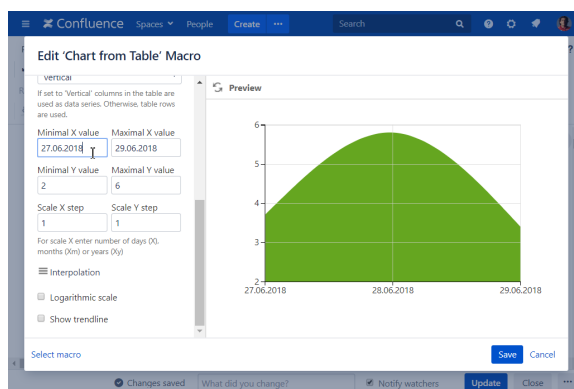 Confluence Spaces People Create ··· Search
Edit 'Chart from Table' Macro
Vertical
If set to 'Vertical' columns in the table are
used as data series. Otherwise, table rows
are used.
Minimal X value Maximal X value
27.06.2018 29.06.2018
Minimal Y value Maximal Y value
2 6
Scale X step Scale Y step
1 1
For scale X enter number of days (X),
months (Xm) or years (Xy)
Interpolation
Logarithmic scale
Show trendline
Preview
6
5
4
3
2
27.06.2018 28.06.2018 29.06.2018
Select macro
Save Cancel
Changes saved What did you change? Notify watchers Update Close ···